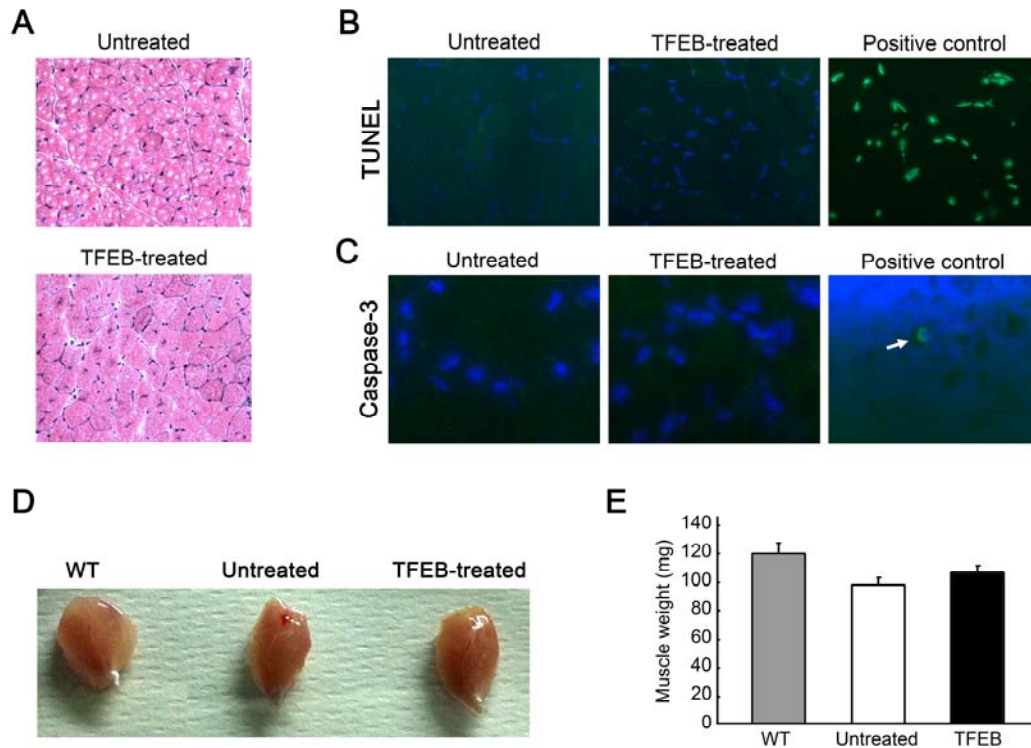 A
Untreated
TFEB-treated
B
Untreated TFEB-treated Positive control
TUNEL
C
Untreated TFEB-treated Positive control
Caspase-3
D
WT Untreated TFEB-treated
E
Muscle weight (mg)
140
120
100
80
60
40
20
0
WT Untreated TFEB